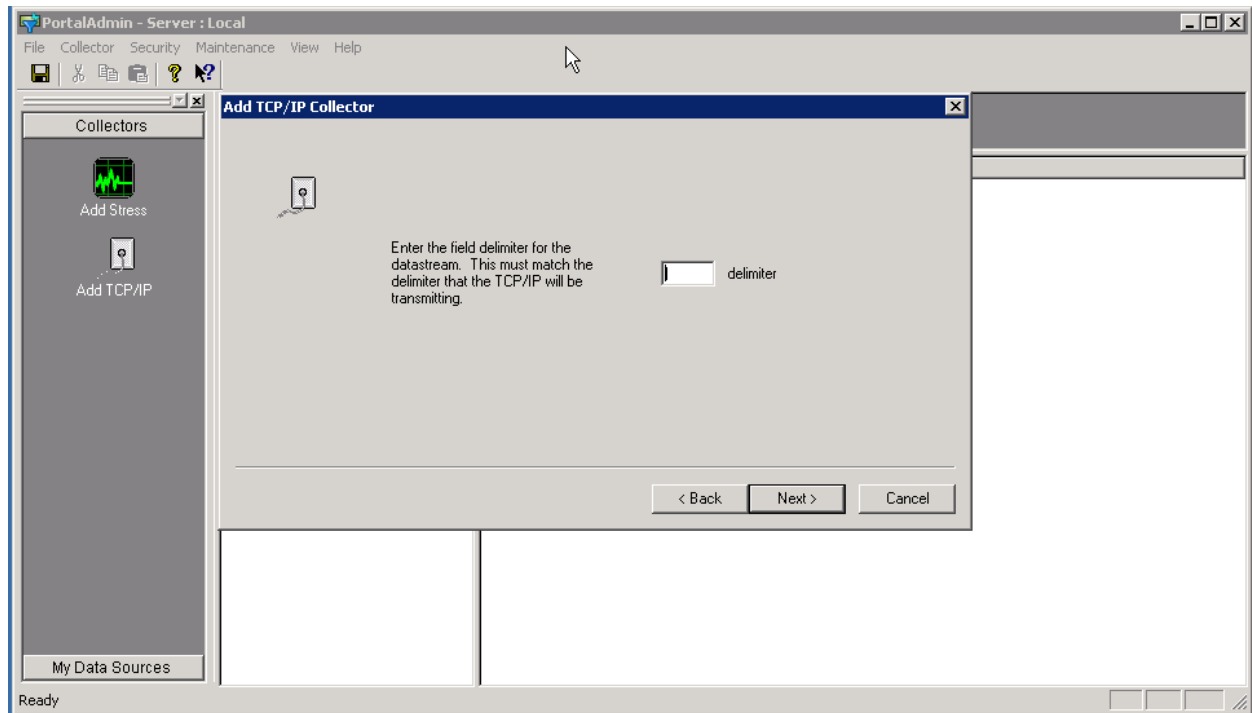 PortalAdmin - Server : Local
File Collector Security Maintenance View Help
Collectors
Add Stress
Add TCP/IP
Add TCP/IP Collector
Enter the field delimiter for the
datastream. This must match the
delimiter that the TCP/IP will be
transmitting.
delimiter
< Back Next > Cancel
My Data Sources
Ready